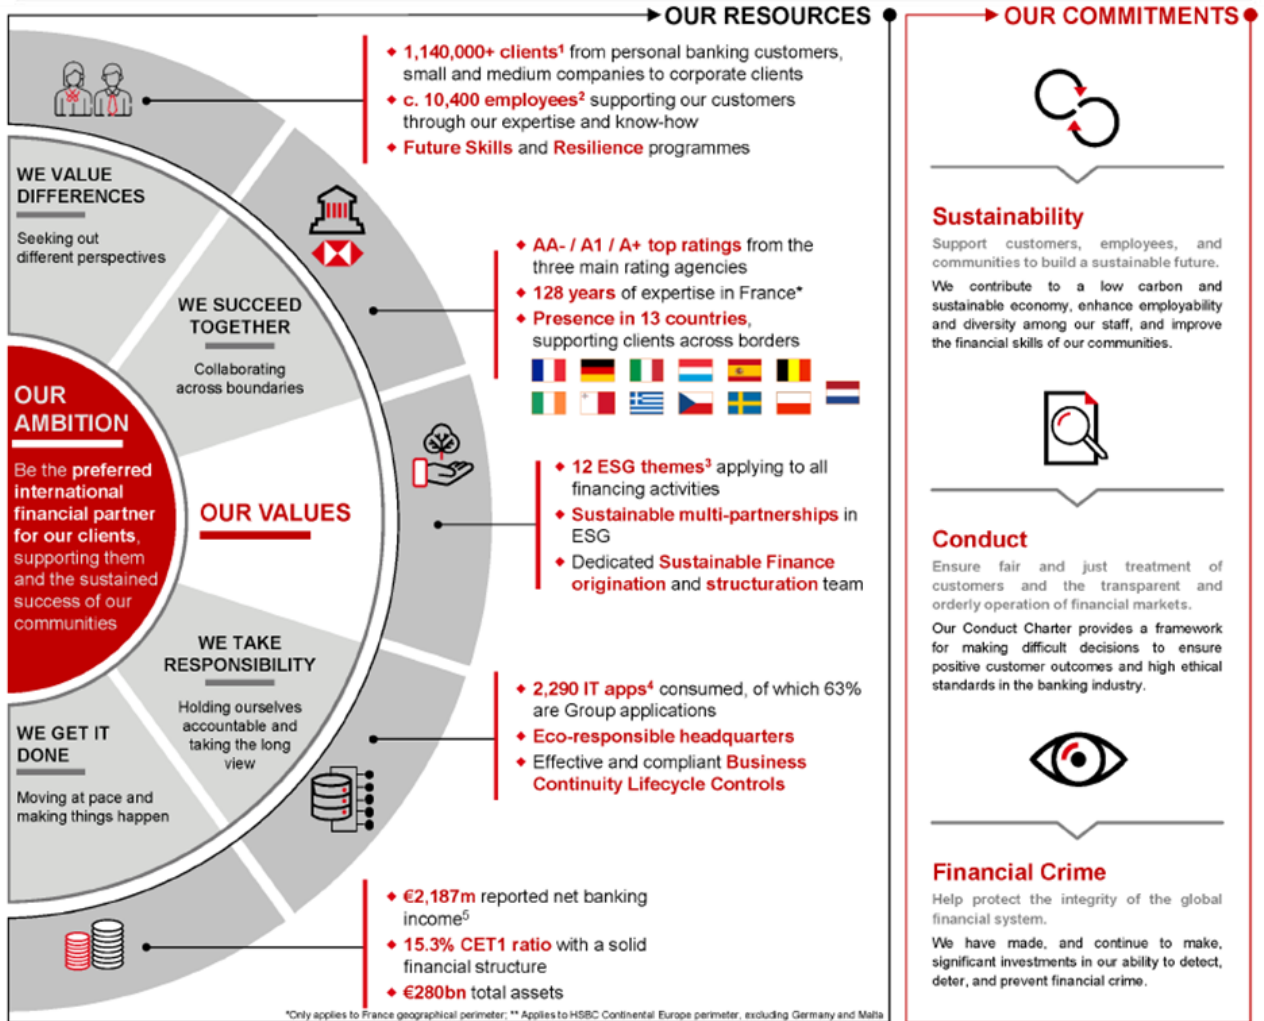 OUR RESOURCES
1,140,000+ clients¹ from personal banking customers,
small and medium companies to corporate clients
c. 10,400 employees² supporting our customers
through our expertise and know-how
Future Skills and Resilience programmes
AA- / A1 / A+ top ratings from the
three main rating agencies
128 years of expertise in France*
Presence in 13 countries,
supporting clients across borders
12 ESG themes³ applying to all
financing activities
Sustainable multi-partnerships in
ESG
Dedicated Sustainable Finance
origination and structuration team
2,290 IT apps⁴ consumed, of which 63%
are Group applications
Eco-responsible headquarters
Effective and compliant Business
Continuity Lifecycle Controls
€2,187m reported net banking
income⁵
15.3% CET1 ratio with a solid
financial structure
€280bn total assets
WE VALUE
DIFFERENCES
Seeking out
different perspectives
WE SUCCEED
TOGETHER
Collaborating
across boundaries
OUR
AMBITION
Be the preferred
international
financial partner
for our clients,
supporting them
and the sustained
success of our
communities
OUR VALUES
WE TAKE
RESPONSIBILITY
Holding ourselves
accountable and
taking the long
view
WE GET IT
DONE
Moving at pace and
making things happen
*Only applies to France geographical perimeter; ** Applies to HSBC Continental Europe perimeter, excluding Germany and Malta
OUR COMMITMENTS
Sustainability
Support customers, employees, and
communities to build a sustainable future.
We contribute to a low carbon and
sustainable economy, enhance employability
and diversity among our staff, and improve
the financial skills of our communities.
Conduct
Ensure fair and just treatment of
customers and the transparent and
orderly operation of financial markets.
Our Conduct Charter provides a framework
for making difficult decisions to ensure
positive customer outcomes and high ethical
standards in the banking industry.
Financial Crime
Help protect the integrity of the global
financial system.
We have made, and continue to make,
significant investments in our ability to detect,
deter, and prevent financial crime.